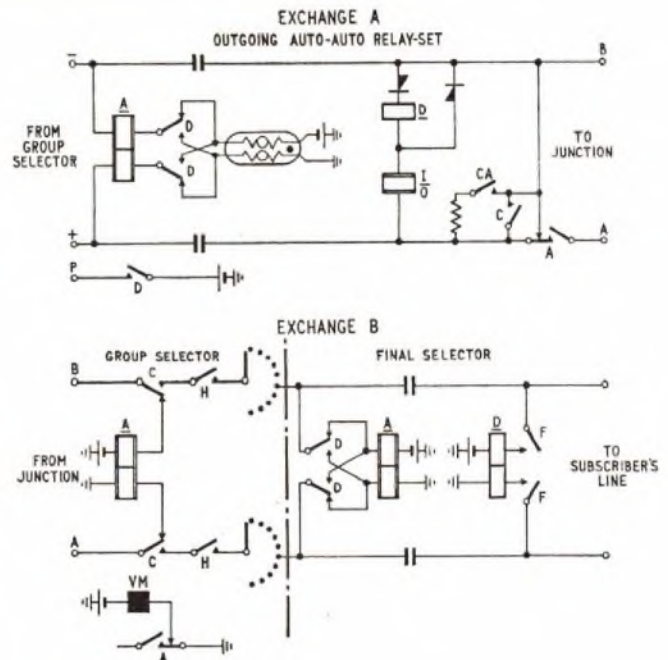 EXCHANGE A
OUTGOING AUTO-AUTO RELAY-SET
−
B
A
D
D
D
I
O
FROM
GROUP
SELECTOR
TO
JUNCTION
CA
C
+
A
A
P
D
EXCHANGE B
GROUP SELECTOR
FINAL SELECTOR
B
C
H
A
D
A
D
F
FROM
JUNCTION
TO
SUBSCRIBER'S
LINE
D
F
A
C
H
VM
A